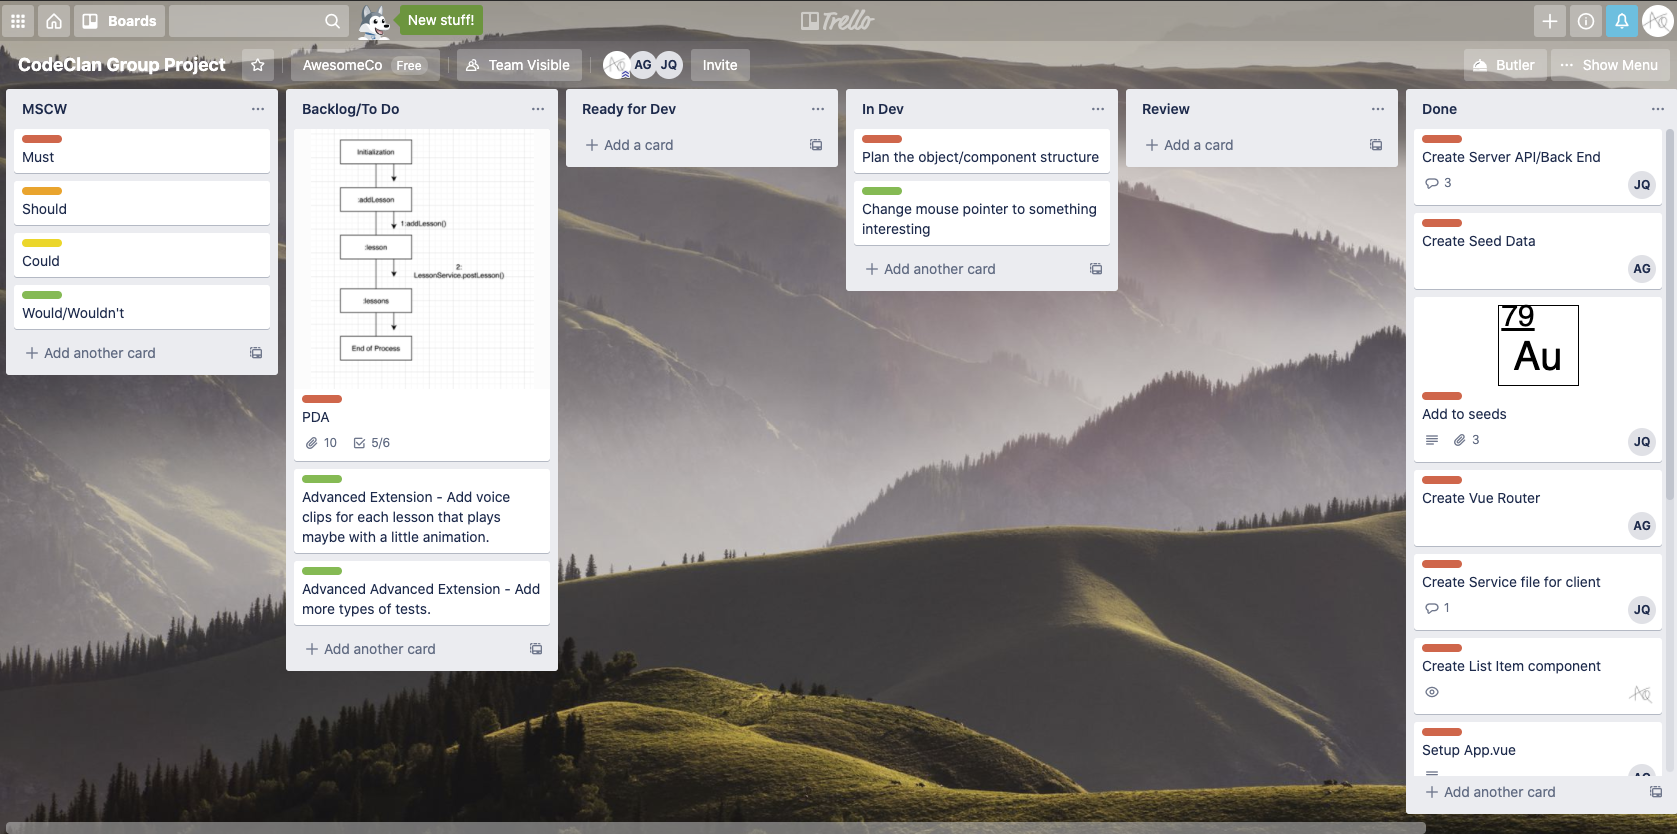 Boards
New stuff!
Trello
CodeClan Group Project
AwesomeCo Free
Team Visible
AG JQ
Invite
Butler
Show Menu
MSCW
Must
Should
Could
Would/Wouldn't
Add another card
Backlog/To Do
Initialization
:addLesson
1:addLesson()
:lesson
2:
LessonService.postLesson()
:lessons
End of Process
PDA
10 5/6
Advanced Extension - Add voice
clips for each lesson that plays
maybe with a little animation.
Advanced Advanced Extension - Add
more types of tests.
Add another card
Ready for Dev
Add a card
In Dev
Plan the object/component structure
Change mouse pointer to something
interesting
Add another card
Review
Add a card
Done
Create Server API/Back End
3
JQ
Create Seed Data
AG
79
Au
Add to seeds
3
JQ
Create Vue Router
AG
Create Service file for client
1
JQ
Create List Item component
Setup App.vue
AG
Add another card